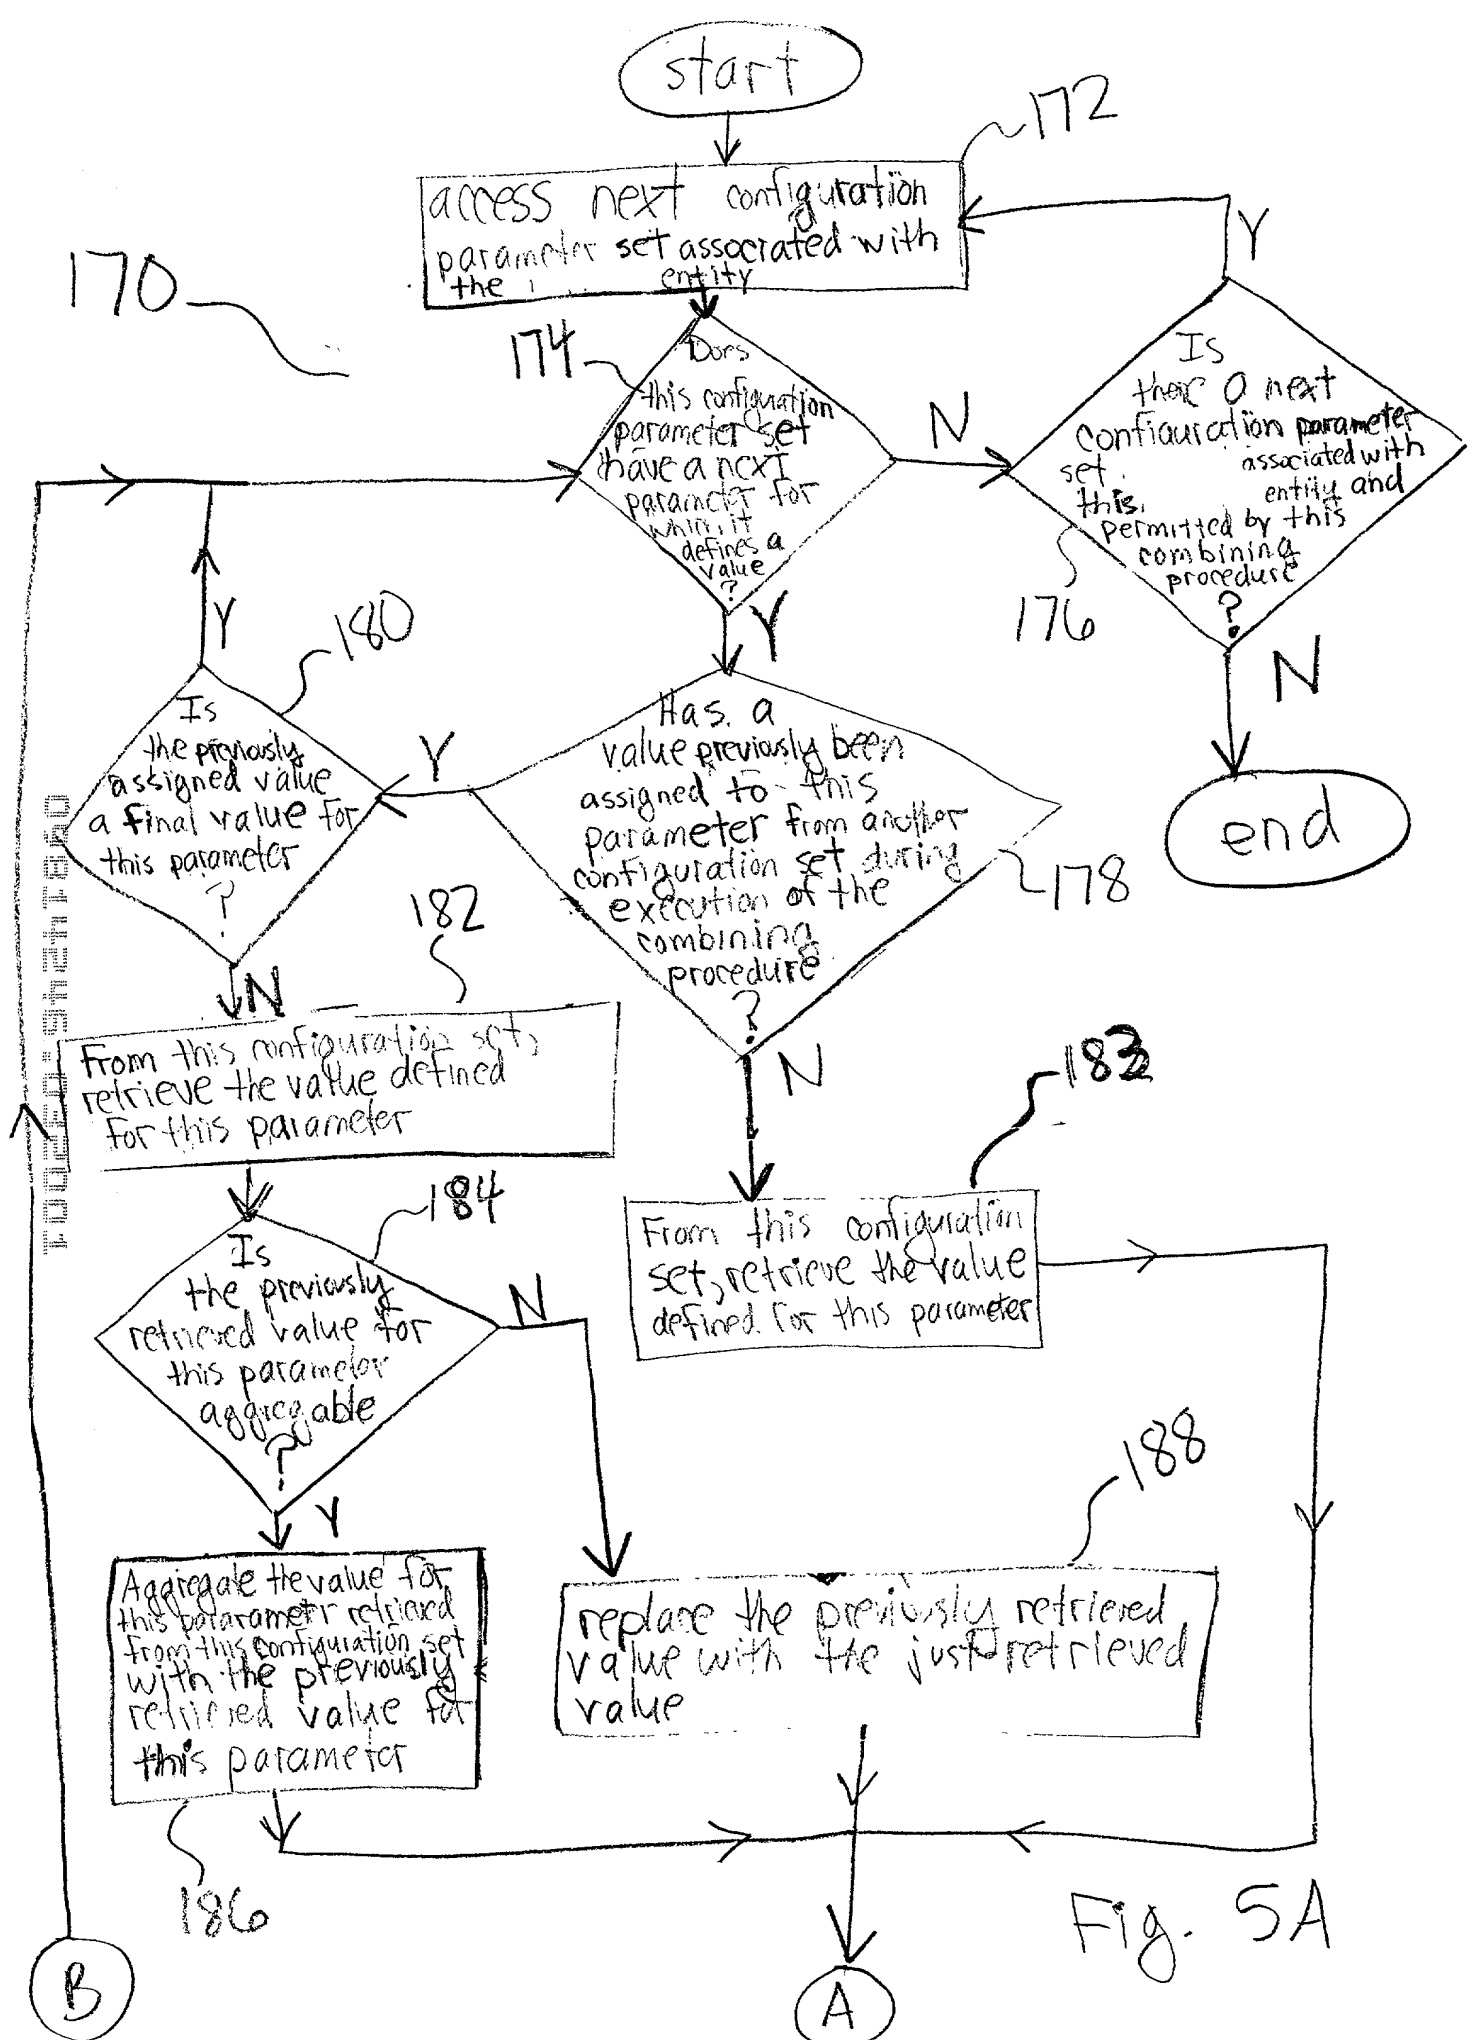 start
172
access next configuration
parameter set associated with
the entity
170
174
Does
this configuration
parameter set
have a next
parameter for
which it
defines a
value
?
N
Y
Is
there a next
configuration parameter
set associated with
this entity and
permitted by this
combining
procedure
?
176
Y
N
end
Y
180
Is
the previously
assigned value
a final value for
this parameter
?
Y
N
Has a
value previously been
assigned to this
parameter from another
configuration set during
execution of the
combining
procedure
?
178
N
182
From this configuration set,
retrieve the value defined
for this parameter
183
From this configuration
set, retrieve the value
defined for this parameter
184
Is
the previously
retrieved value for
this parameter
aggregable
?
N
Y
188
Aggregate the value for
this pararameter retrieved
from this configuration set
with the previously
retrieved value for
this parameter
186
replace the previously retrieved
value with the just retrieved
value
Fig. 5A
B
A